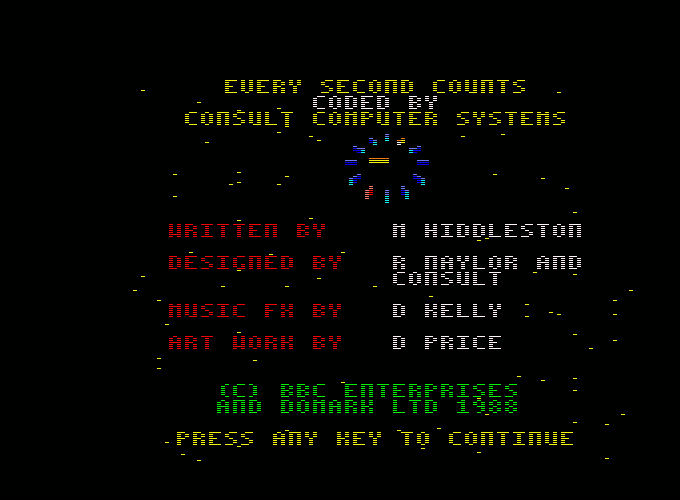 EVERY SECOND COUNTS
CODED BY
CONSULT COMPUTER SYSTEMS
WRITTEN BY M HIDDLESTON
DESIGNED BY R NAYLOR AND
CONSULT
MUSIC FX BY D KELLY
ART WORK BY D PRICE
(C) BBC ENTERPRISES
AND DOMARK LTD 1988
PRESS ANY KEY TO CONTINUE